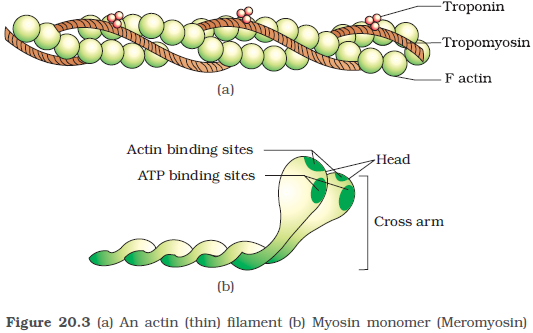 Troponin
Tropomyosin
F actin
(a)
Actin binding sites
Head
ATP binding sites
Cross arm
(b)
Figure 20.3 (a) An actin (thin) filament (b) Myosin monomer (Meromyosin)